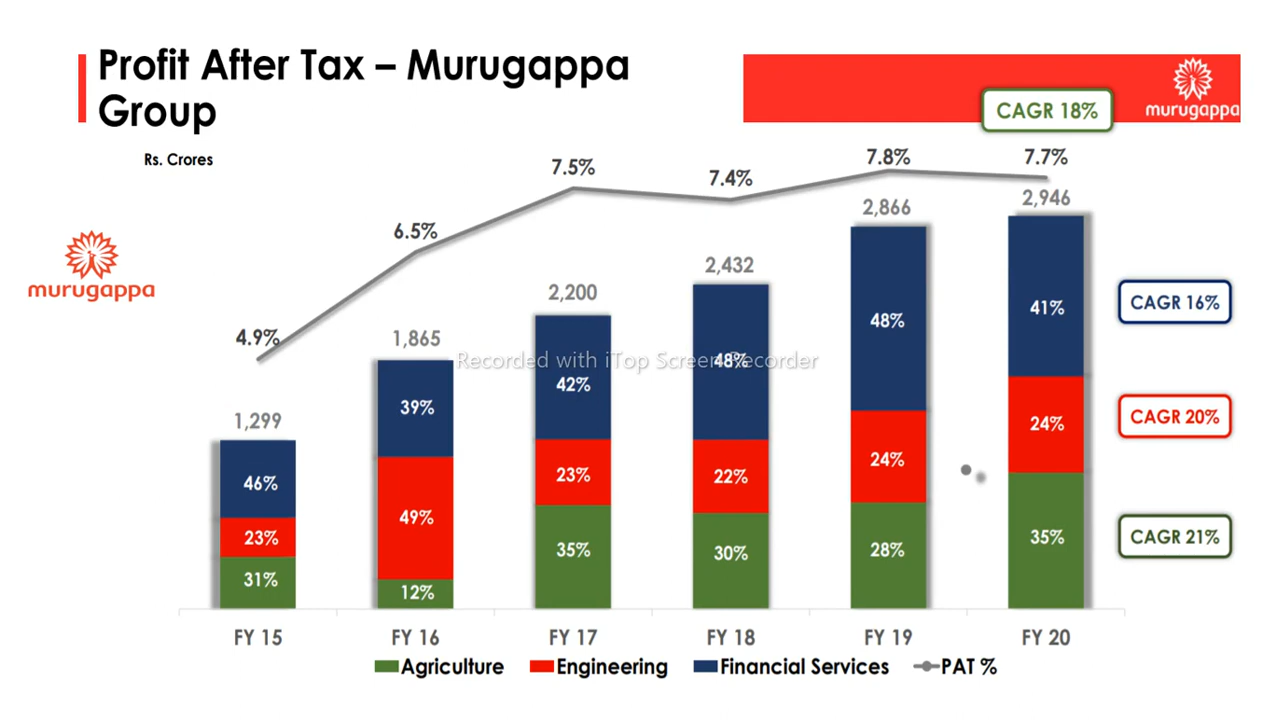 Profit After Tax – Murugappa
Group
murugappa
CAGR 18%
Rs. Crores
murugappa
4.9%
6.5%
7.5%
7.4%
7.8%
7.7%
1,299
1,865
2,200
2,432
2,866
2,946
46%
39%
42%
48%
48%
41%
23%
49%
23%
22%
24%
24%
31%
12%
35%
30%
28%
35%
CAGR 16%
CAGR 20%
CAGR 21%
Recorded with iTop Screen Recorder
FY 15 FY 16 FY 17 FY 18 FY 19 FY 20
Agriculture Engineering Financial Services PAT %